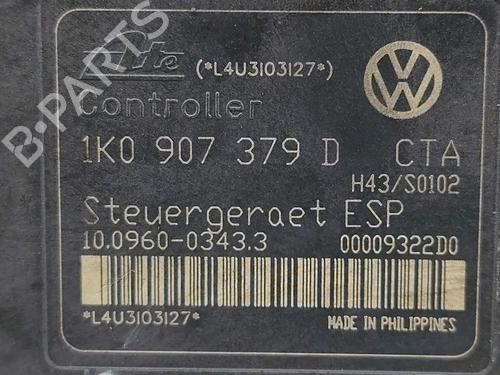 Ate (*L4U3103127*)
Controller
1K0 907 379 D CTA
H43/S0102
Steuergeraet ESP
10.0960-0343.3 00009322D0
*L4U3103127*
MADE IN PHILIPPINES
B-PARTS